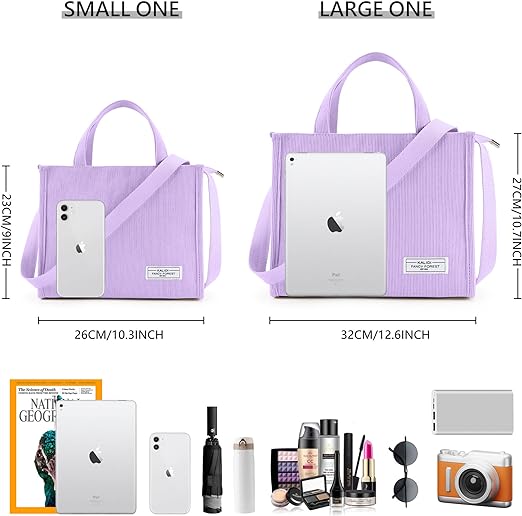 SMALL ONE
LARGE ONE
23CM/9INCH
26CM/10.3INCH
KALIDI
FANCY FOREST
iPad
27CM/10.7INCH
32CM/12.6INCH
KALIDI
FANCY FOREST
The Science of Death
NATI
GEOGR
iPad